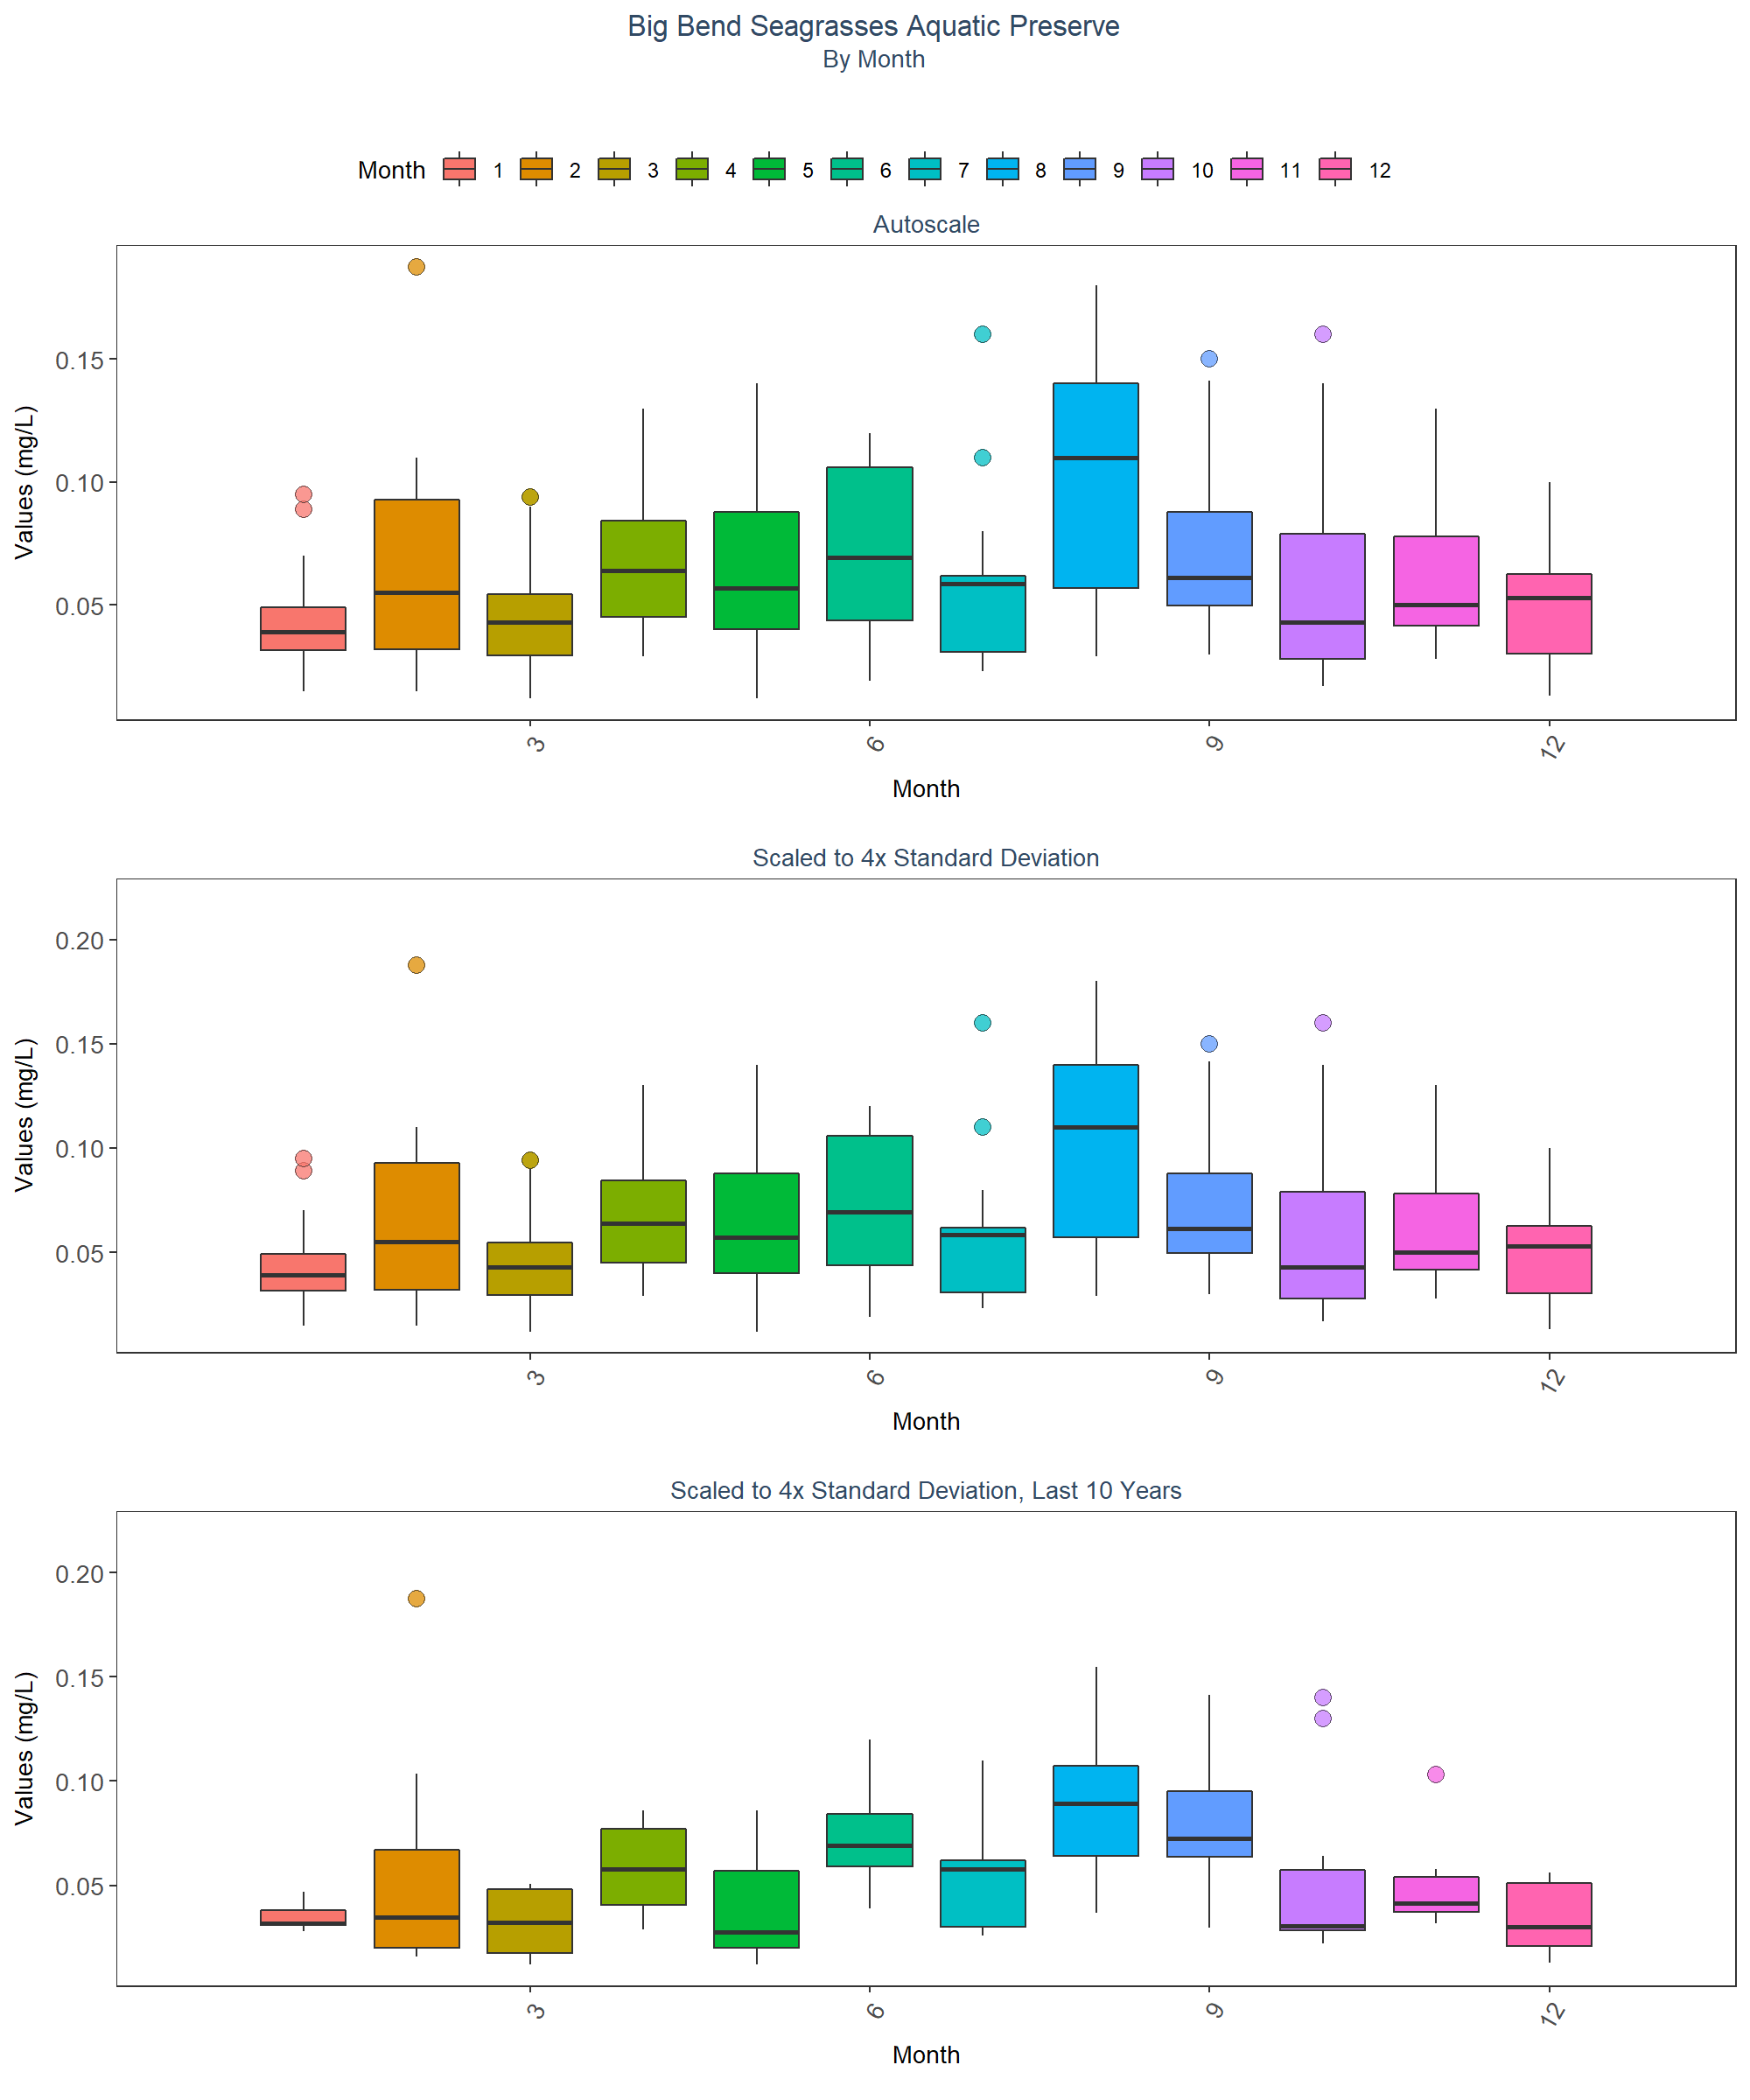 Big Bend Seagrasses Aquatic Preserve
By Month
Month 1 2 3 4 5 6 7 8 9 10 11 12
Autoscale
Values (mg/L)
0.15
0.10
0.05
3 6 9 12
Month
Scaled to 4x Standard Deviation
Values (mg/L)
0.20
0.15
0.10
0.05
3 6 9 12
Month
Scaled to 4x Standard Deviation, Last 10 Years
Values (mg/L)
0.20
0.15
0.10
0.05
3 6 9 12
Month